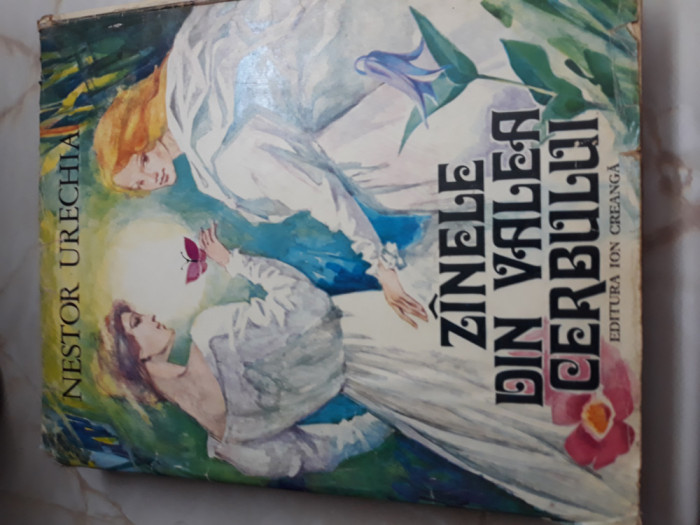 NESTOR URECHIA
ZÎNELE
DIN VALEA
CERBULUI
EDITURA ION CREANGĂ